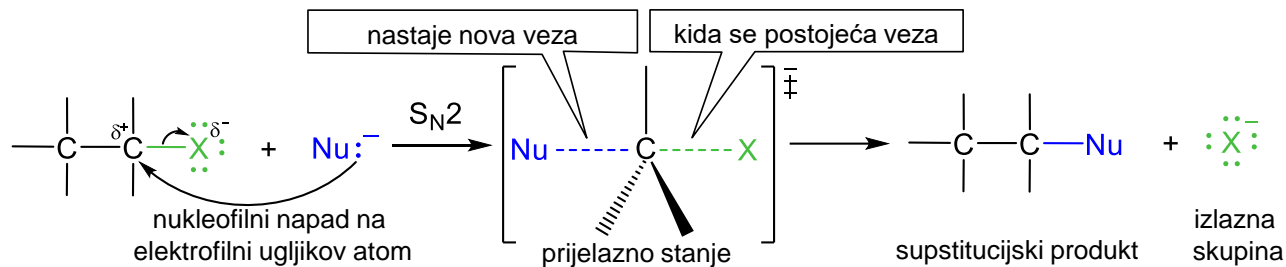 nastaje nova veza
kida se postojeća veza
C C X δ+ δ− + Nu:− SN2 Nu C X ‡ − C C Nu + X−
nukleofilni napad na
elektrofilni ugljikov atom
prijelazno stanje
supstitucijski produkt
izlazna
skupina